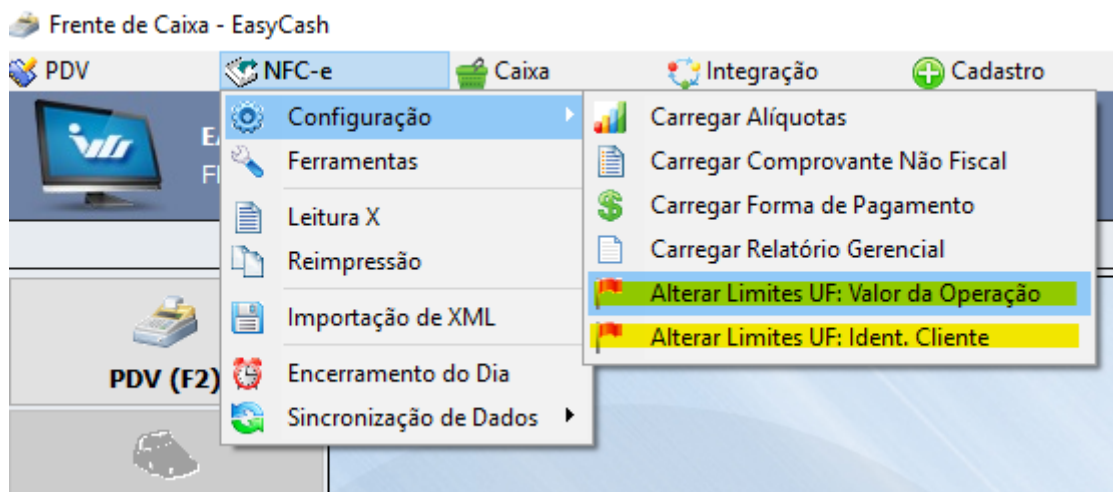 Frente de Caixa - EasyCash
PDV
NFC-e
Caixa
Integração
Cadastro
Configuração
Ferramentas
Leitura X
Reimpressão
Importação de XML
Encerramento do Dia
Sincronização de Dados
Carregar Alíquotas
Carregar Comprovante Não Fiscal
Carregar Forma de Pagamento
Carregar Relatório Gerencial
Alterar Limites UF: Valor da Operação
Alterar Limites UF: Ident. Cliente
PDV (F2)